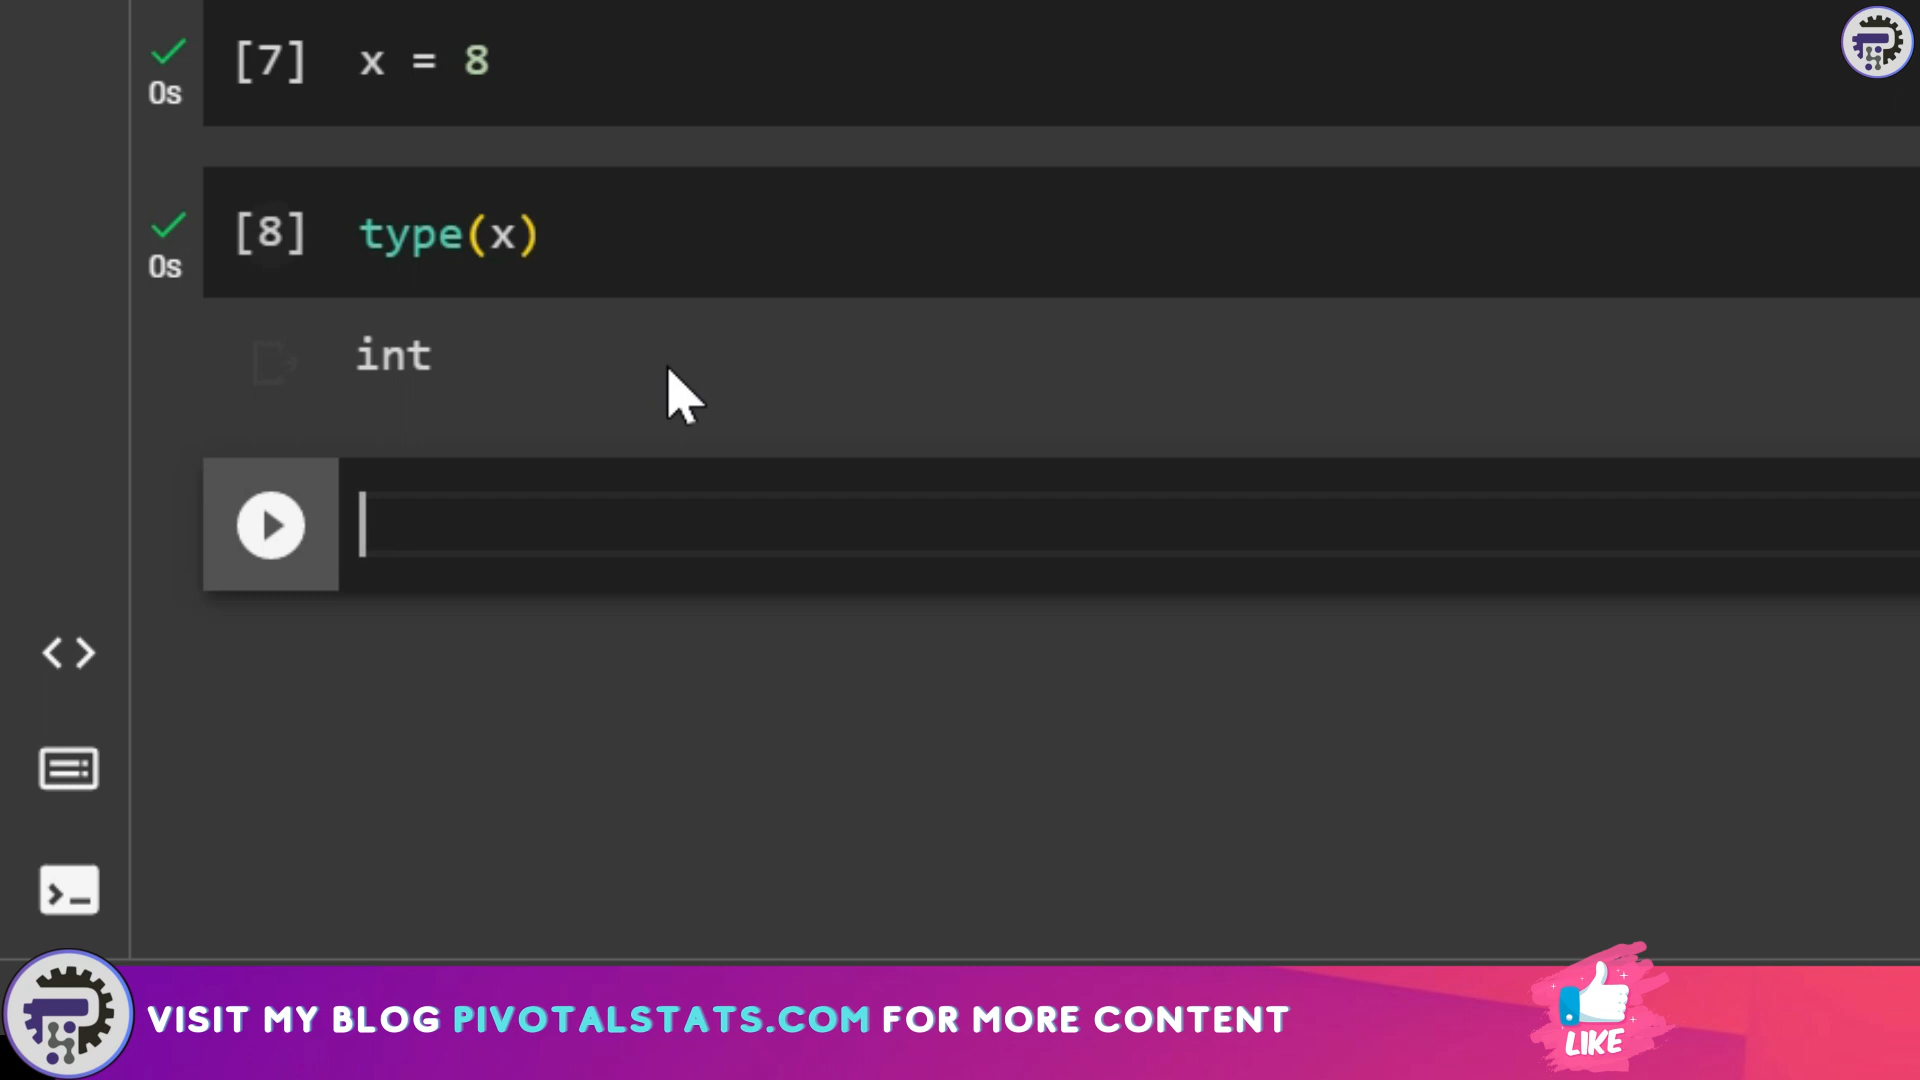 [7] x = 8
0s
[8] type(x)
0s
int
VISIT MY BLOG PIVOTALSTATS.COM FOR MORE CONTENT
LIKE